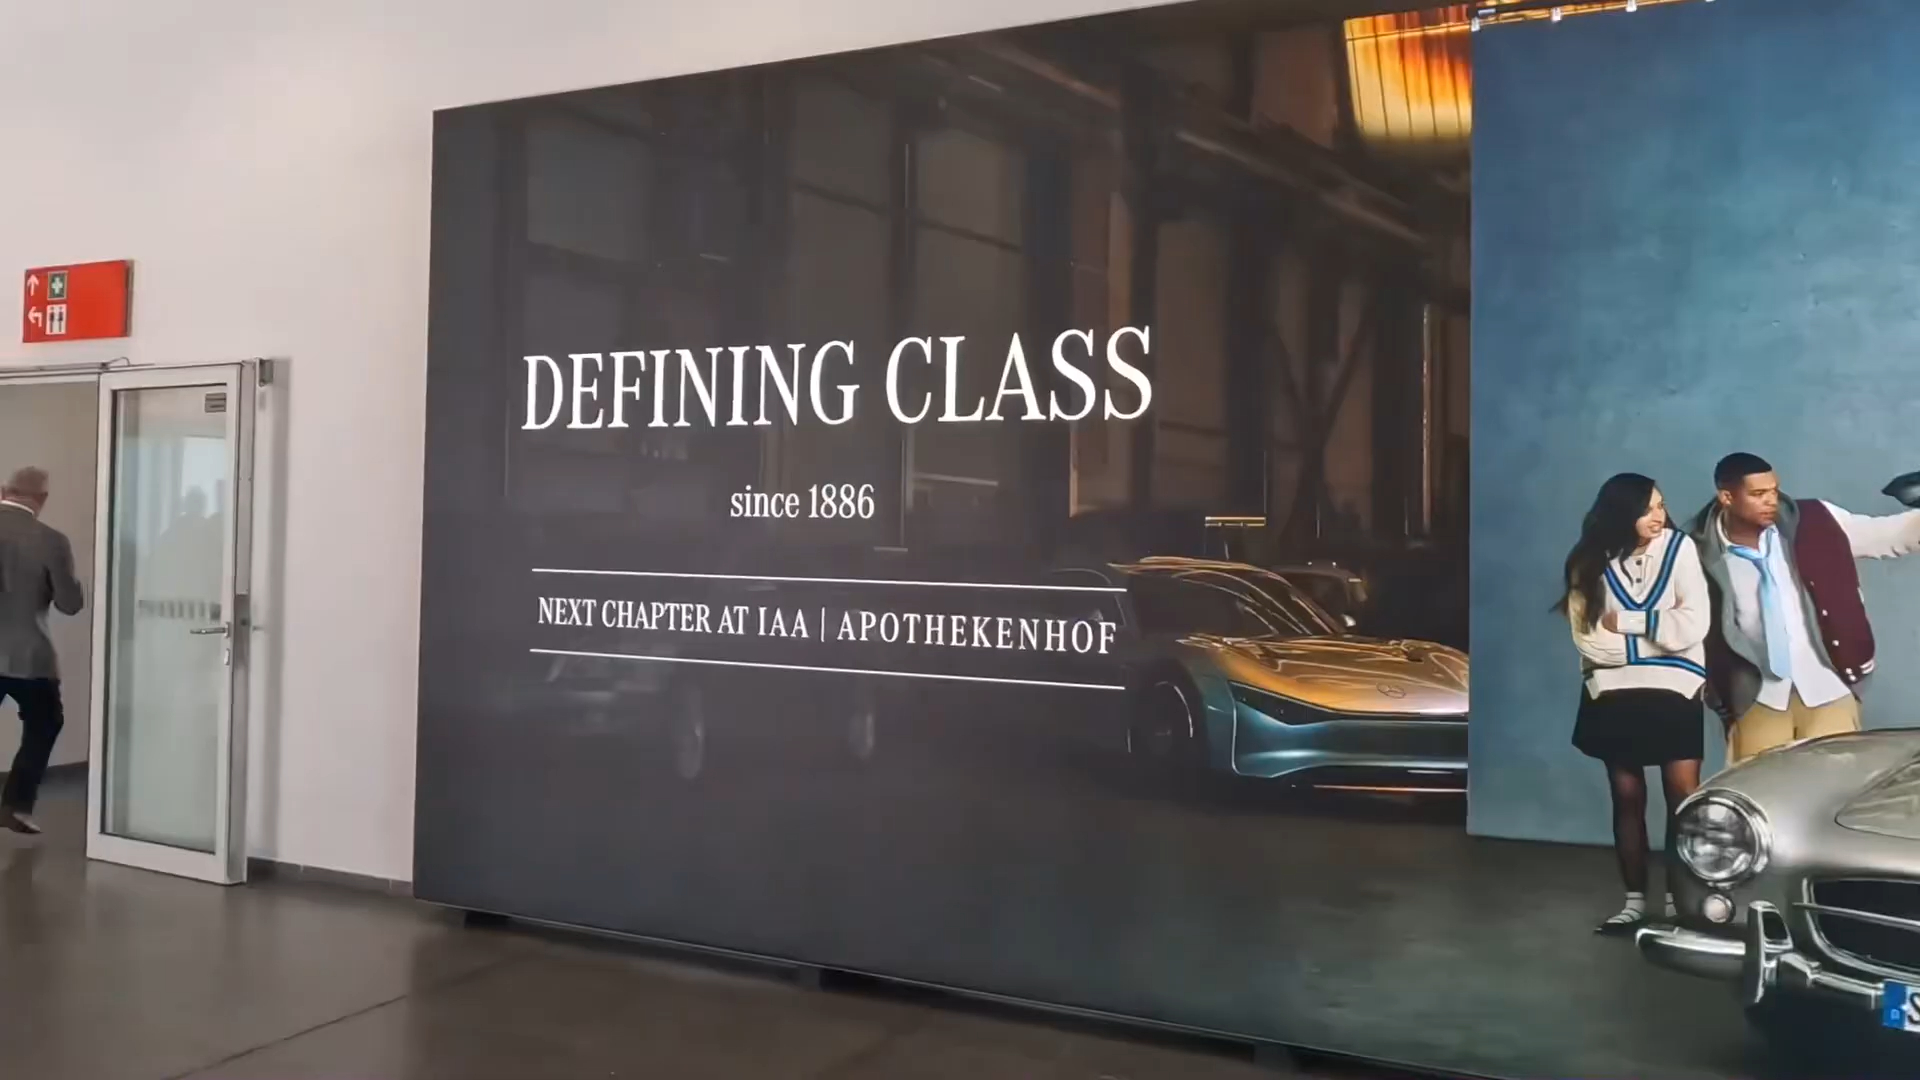 DEFINING CLASS
since 1886
NEXT CHAPTER AT IAA | APOTHEKENHOF